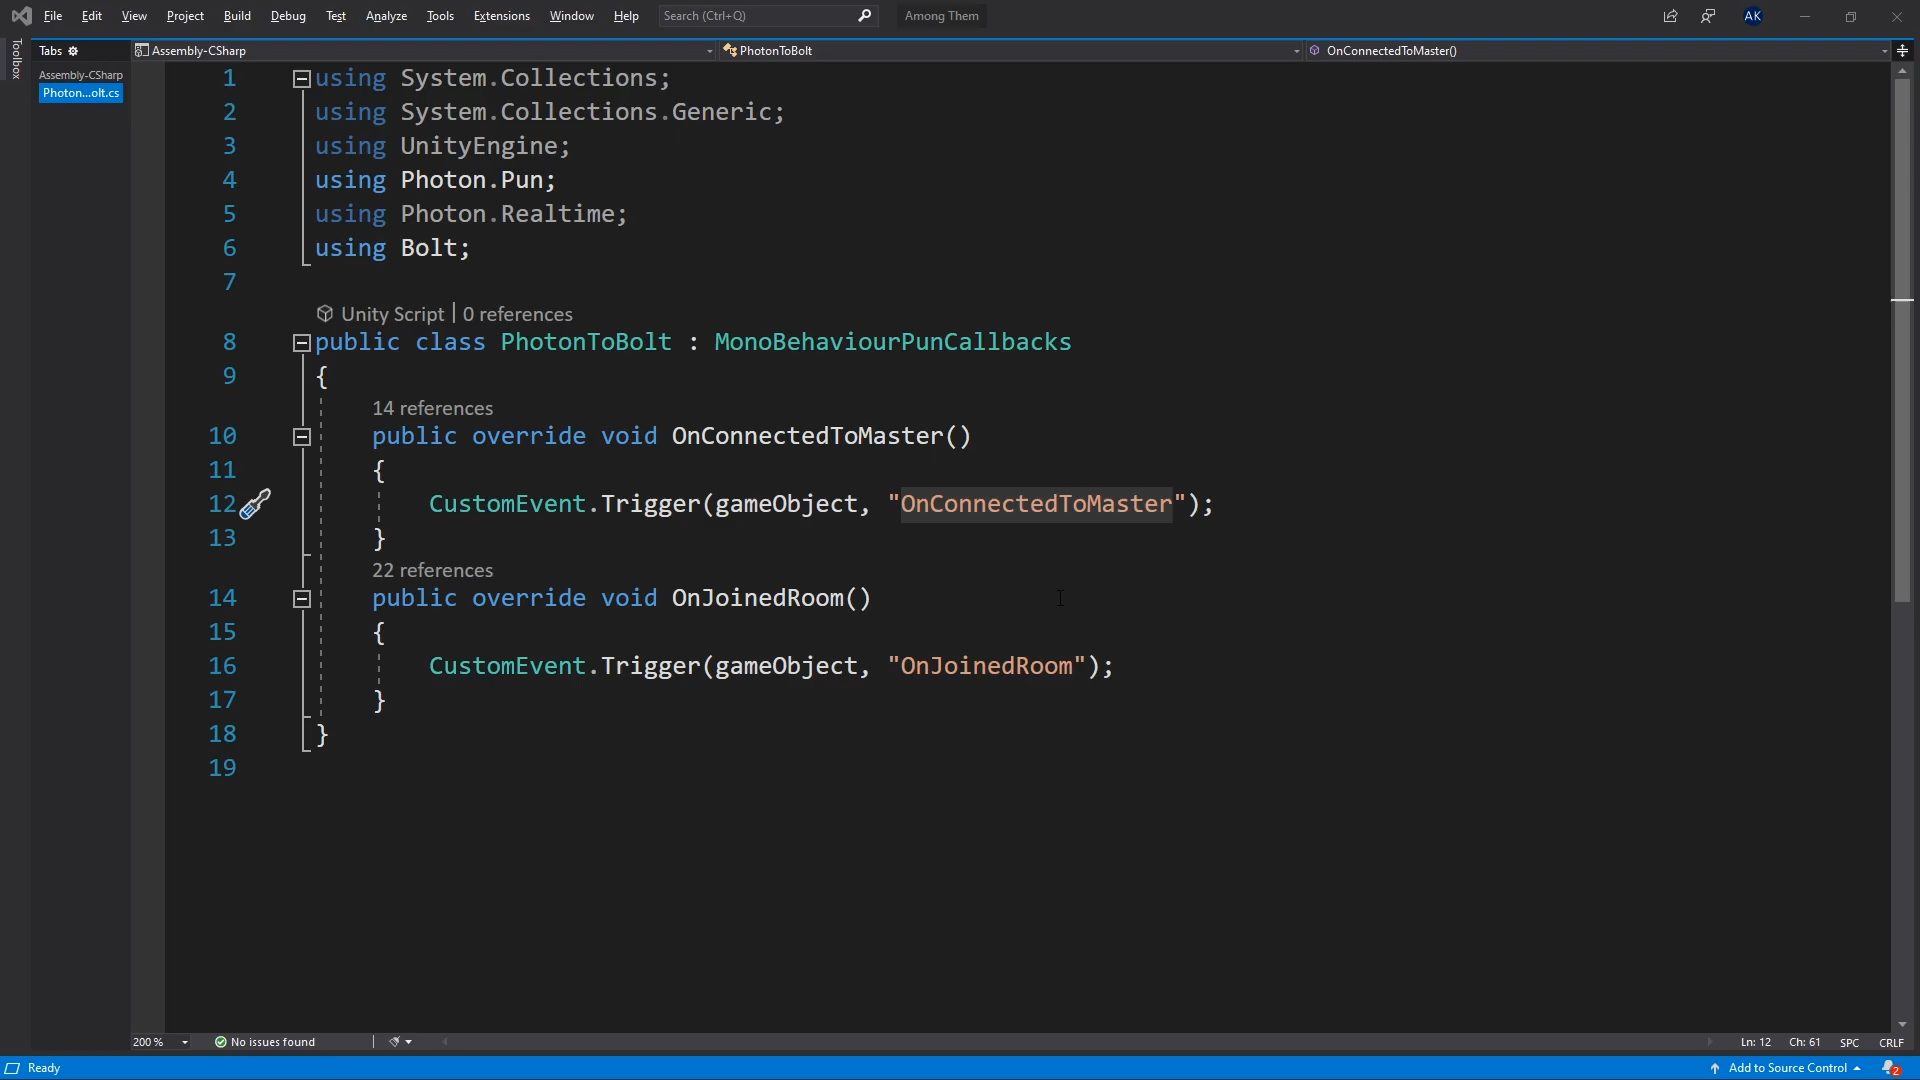 File Edit View Project Build Debug Test Analyze Tools Extensions Window Help Search (Ctrl+Q) Among Them AK
Toolbox
Tabs
Assembly-CSharp
Photon...olt.cs
Assembly-CSharp PhotonToBolt OnConnectedToMaster()
1 using System.Collections;
2 using System.Collections.Generic;
3 using UnityEngine;
4 using Photon.Pun;
5 using Photon.Realtime;
6 using Bolt;
7
Unity Script | 0 references
8 public class PhotonToBolt : MonoBehaviourPunCallbacks
9 {
14 references
10 public override void OnConnectedToMaster()
11 {
12 CustomEvent.Trigger(gameObject, "OnConnectedToMaster");
13 }
22 references
14 public override void OnJoinedRoom()
15 {
16 CustomEvent.Trigger(gameObject, "OnJoinedRoom");
17 }
18 }
19
200 % No issues found Ln: 12 Ch: 61 SPC CRLF
Ready Add to Source Control 2